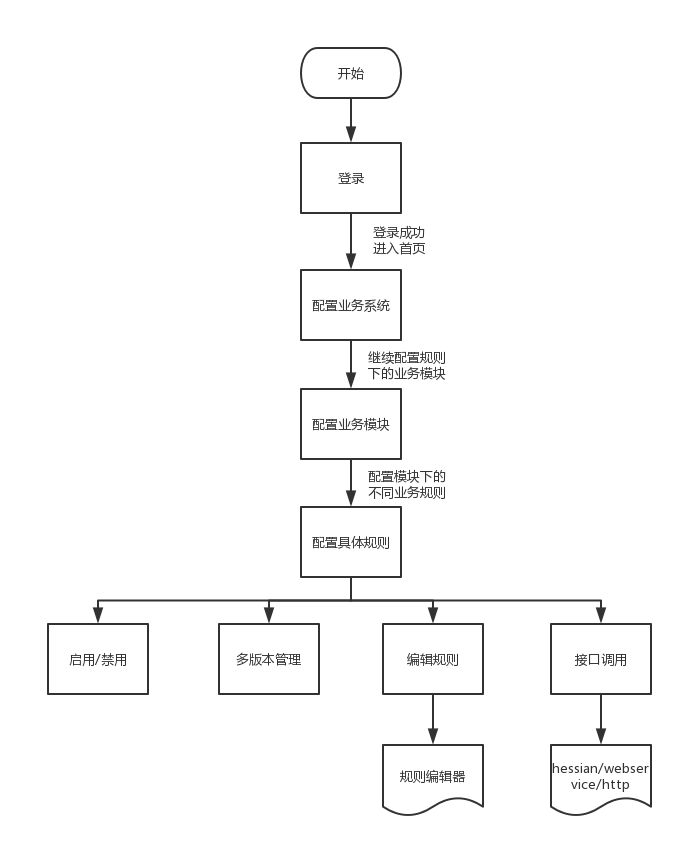 开始
登录
登录成功
进入首页
配置业务系统
继续配置规则
下的业务模块
配置业务模块
配置模块下的
不同业务规则
配置具体规则
启用/禁用
多版本管理
编辑规则
接口调用
规则编辑器
hessian/webser
vice/http